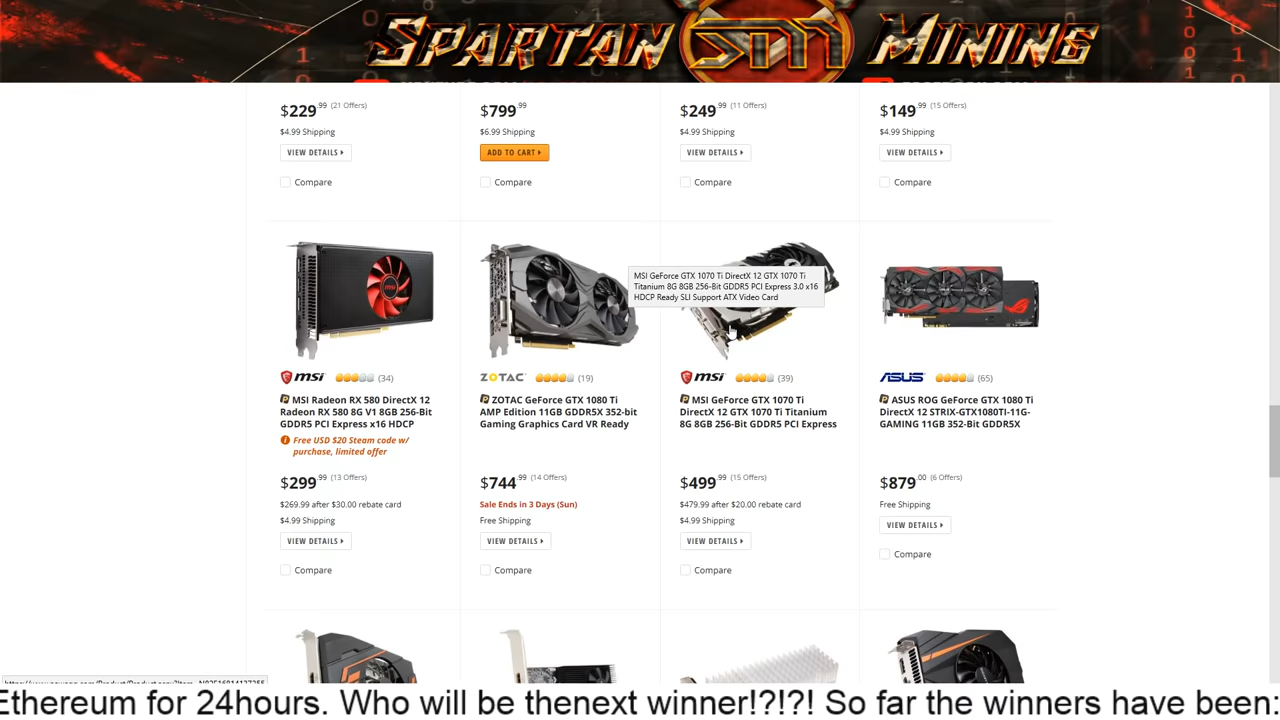 SPARTAN SM MINING
$229.99 (21 Offers)
$4.99 Shipping
VIEW DETAILS
Compare
$799.99
$6.99 Shipping
ADD TO CART
Compare
$249.99 (11 Offers)
$4.99 Shipping
VIEW DETAILS
Compare
$149.99 (15 Offers)
$4.99 Shipping
VIEW DETAILS
Compare
msi (34)
MSI Radeon RX 580 DirectX 12
Radeon RX 580 8G V1 8GB 256-Bit
GDDR5 PCI Express x16 HDCP
Free USD $20 Steam code w/
purchase, limited offer
$299.99 (13 Offers)
$269.99 after $30.00 rebate card
$4.99 Shipping
VIEW DETAILS
Compare
ZOTAC (19)
ZOTAC GeForce GTX 1080 Ti
AMP Edition 11GB GDDR5X 352-bit
Gaming Graphics Card VR Ready
$744.99 (14 Offers)
Sale Ends in 3 Days (Sun)
Free Shipping
VIEW DETAILS
Compare
MSI GeForce GTX 1070 Ti DirectX 12 GTX 1070 Ti
Titanium 8G 8GB 256-Bit GDDR5 PCI Express 3.0 x16
HDCP Ready SLI Support ATX Video Card
msi (39)
MSI GeForce GTX 1070 Ti
DirectX 12 GTX 1070 Ti Titanium
8G 8GB 256-Bit GDDR5 PCI Express
$499.99 (15 Offers)
$479.99 after $20.00 rebate card
$4.99 Shipping
VIEW DETAILS
Compare
ASUS (65)
ASUS ROG GeForce GTX 1080 Ti
DirectX 12 STRIX-GTX1080TI-11G-
GAMING 11GB 352-Bit GDDR5X
$879.00 (6 Offers)
Free Shipping
VIEW DETAILS
Compare
Ethereum for 24hours. Who will be thenext winner!?!?! So far the winners have been: